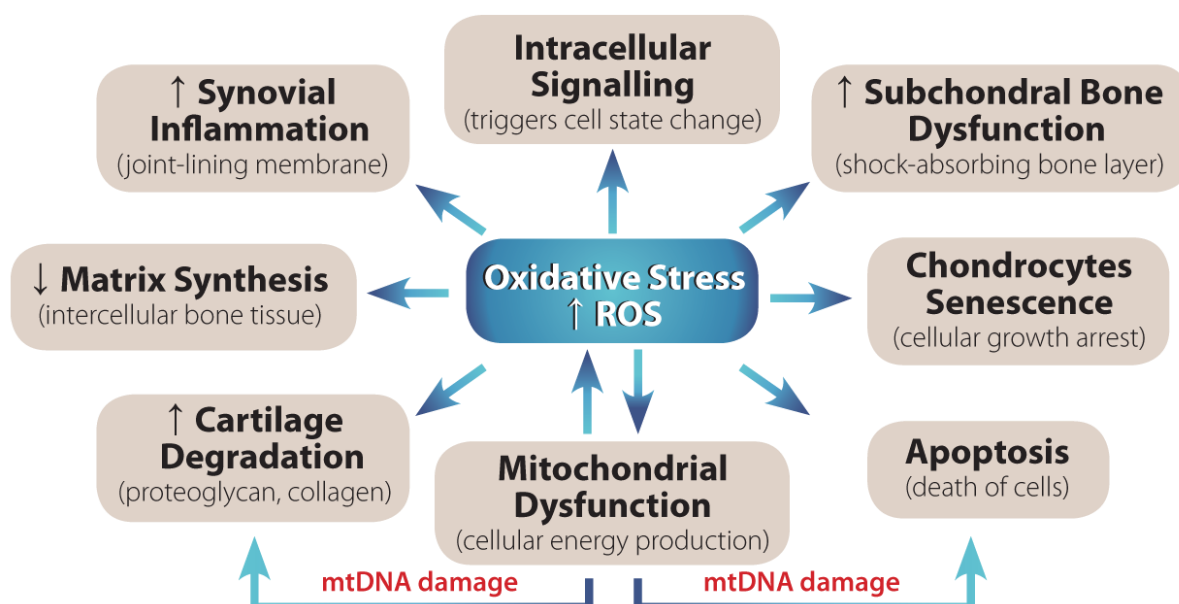 Intracellular
Signalling
(triggers cell state change)
↑ Synovial
Inflammation
(joint-lining membrane)
↑ Subchondral Bone
Dysfunction
(shock-absorbing bone layer)
↓ Matrix Synthesis
(intercellular bone tissue)
Oxidative Stress
↑ ROS
Chondrocytes
Senescence
(cellular growth arrest)
↑ Cartilage
Degradation
(proteoglycan, collagen)
Mitochondrial
Dysfunction
(cellular energy production)
Apoptosis
(death of cells)
mtDNA damage
mtDNA damage